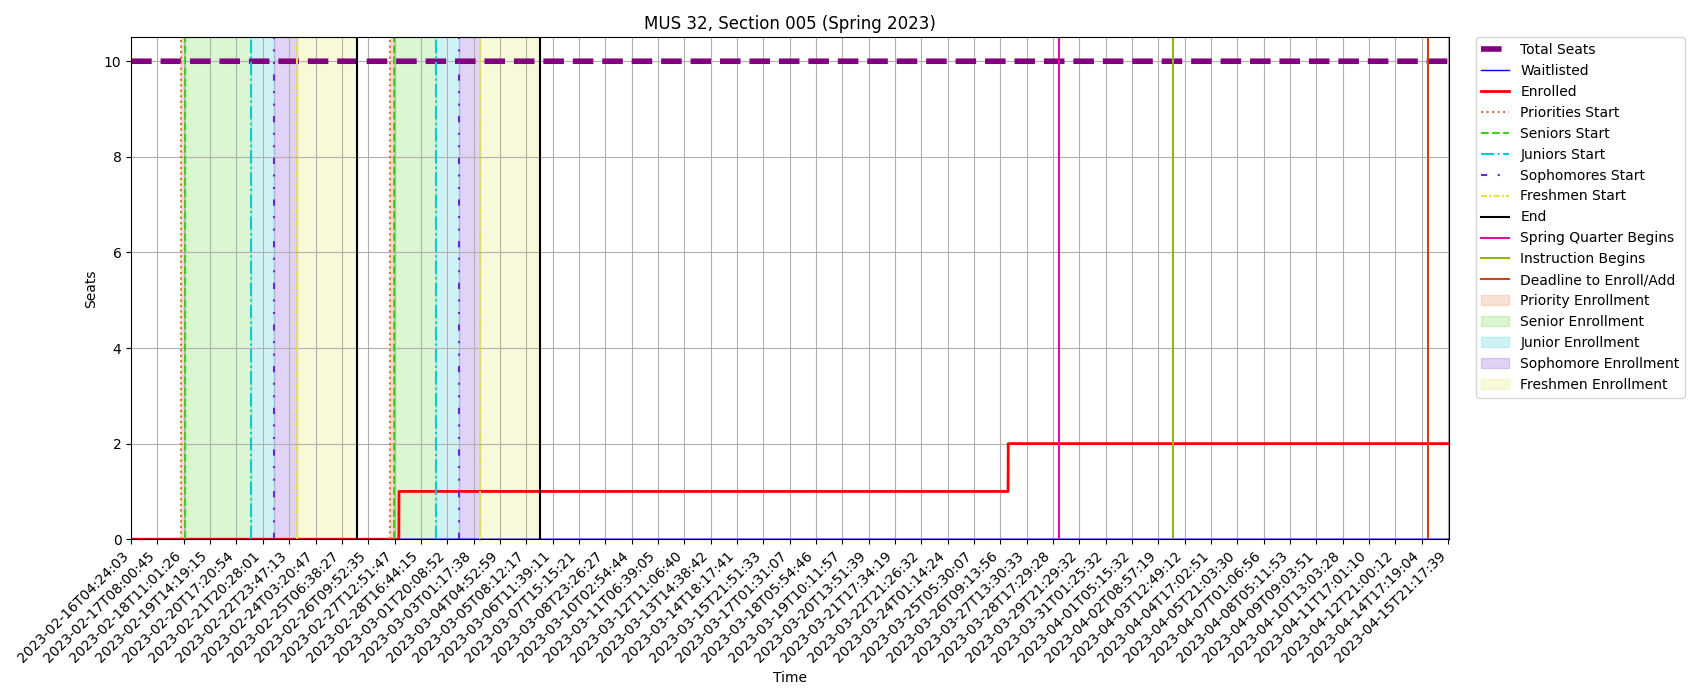 MUS 32, Section 005 (Spring 2023)
10
8
6
4
2
0
Seats
2023-02-16T04:24:03
2023-02-17T08:00:45
2023-02-18T11:01:26
2023-02-19T14:19:15
2023-02-20T17:20:54
2023-02-21T20:28:01
2023-02-22T23:47:13
2023-02-24T03:20:47
2023-02-25T06:38:27
2023-02-26T09:52:35
2023-02-27T12:51:47
2023-02-28T16:44:15
2023-03-01T20:08:52
2023-03-03T01:17:38
2023-03-04T04:52:59
2023-03-05T08:12:17
2023-03-06T11:39:11
2023-03-07T15:15:21
2023-03-08T23:26:27
2023-03-10T02:54:44
2023-03-11T06:39:05
2023-03-12T11:06:40
2023-03-13T14:38:42
2023-03-14T18:17:41
2023-03-15T21:51:33
2023-03-17T01:31:07
2023-03-18T05:54:46
2023-03-19T10:11:57
2023-03-20T13:51:39
2023-03-21T17:34:19
2023-03-22T21:26:32
2023-03-24T01:14:24
2023-03-25T05:30:07
2023-03-26T09:13:56
2023-03-27T13:30:33
2023-03-28T17:29:28
2023-03-29T21:29:32
2023-03-31T01:25:32
2023-04-01T05:15:32
2023-04-02T08:57:19
2023-04-03T12:49:12
2023-04-04T17:02:51
2023-04-05T21:03:30
2023-04-07T01:06:56
2023-04-08T05:11:53
2023-04-09T09:03:51
2023-04-10T13:03:28
2023-04-11T17:01:10
2023-04-12T21:00:12
2023-04-14T17:19:04
2023-04-15T21:17:39
Time
Total Seats
Waitlisted
Enrolled
Priorities Start
Seniors Start
Juniors Start
Sophomores Start
Freshmen Start
End
Spring Quarter Begins
Instruction Begins
Deadline to Enroll/Add
Priority Enrollment
Senior Enrollment
Junior Enrollment
Sophomore Enrollment
Freshmen Enrollment